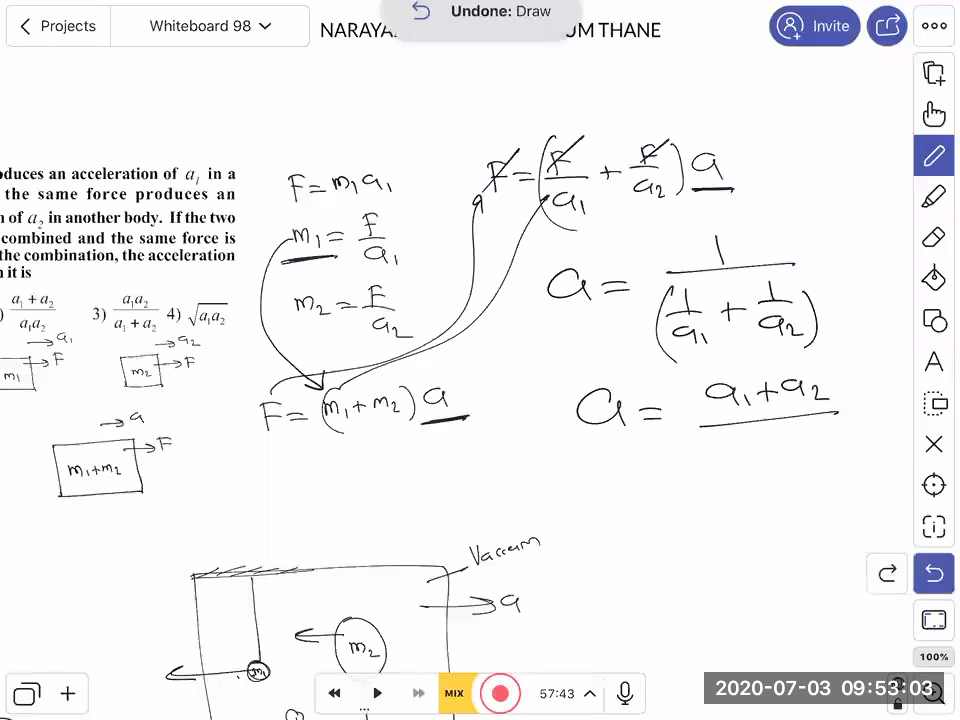 Undone: Draw
Projects
Whiteboard 98
NARAYA
UM THANE
Invite
oduces an acceleration of a₁ in a
the same force produces an
n of a₂ in another body. If the two
combined and the same force is
the combination, the acceleration
n it is
) a₁ + a₂ / a₁a₂ 3) a₁a₂ / a₁ + a₂ 4) √a₁a₂
→ a₁
→ F
m₁
→ a₂
→ F
m₂
→ a
→ F
m₁+m₂
F = m₁a₁
m₁ = F / a₁
m₂ = F / a₂
F = (m₁+m₂) a
F = (F / a₁ + F / a₂) a
a = 1 / (1 / a₁ + 1 / a₂)
a = a₁+a₂
Vaccum
a
m₁
m₂
MIX
57:43
A
100%
2020-07-03 09:53:03